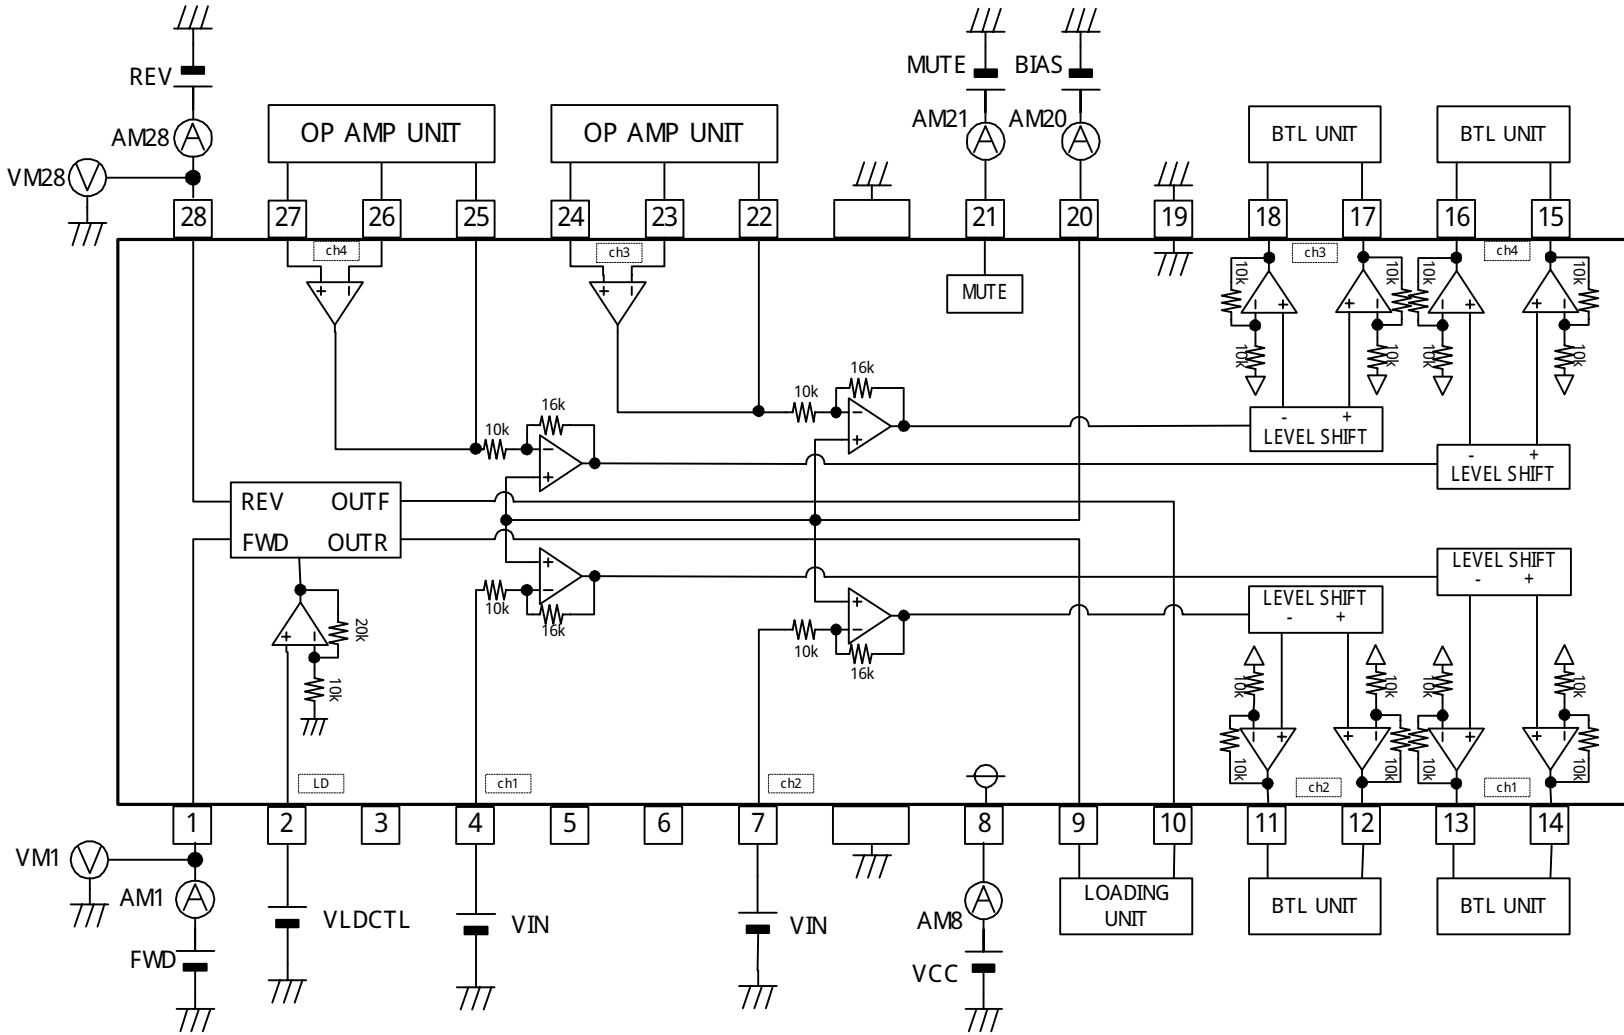 REV
MUTE
BIAS
AM28
A
OP AMP UNIT
OP AMP UNIT
AM21
A
AM20
A
BTL UNIT
BTL UNIT
VM28
V
28
27
26
25
24
23
22
21
20
19
18
17
16
15
ch4
ch3
ch3
ch4
+
−
+
−
MUTE
10k
10k
10k
10k
−
+
+
−
−
+
+
−
10k
10k
10k
10k
16k
10k
−
+
16k
10k
−
+
- +
LEVEL SHIFT
- +
LEVEL SHIFT
REV OUTF
FWD OUTR
+
−
10k
16k
LEVEL SHIFT
- +
+
−
10k
16k
LEVEL SHIFT
- +
+
−
20k
10k
10k
10k
10k
10k
−
+
+
−
−
+
+
−
10k
10k
10k
10k
LD
ch1
ch2
ch2
ch1
1
2
3
4
5
6
7
8
9
10
11
12
13
14
VM1
V
AM1
A
VLDCTL
VIN
VIN
AM8
A
LOADING
UNIT
BTL UNIT
BTL UNIT
FWD
VCC